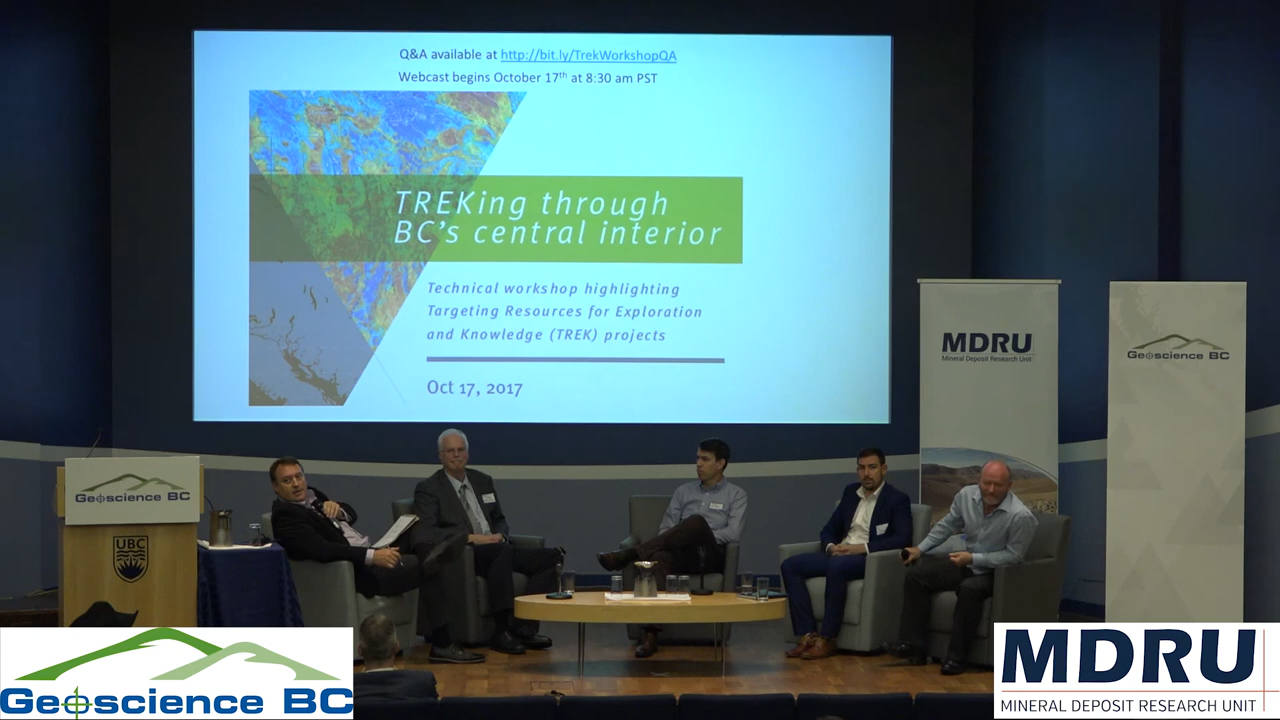 Q&A available at http://bit.ly/TrekWorkshopQA
Webcast begins October 17th at 8:30 am PST
TREKing through
BC's central interior
Technical workshop highlighting
Targeting Resources for Exploration
and Knowledge (TREK) projects
Oct 17, 2017
MDRU
Mineral Deposit Research Unit
Geoscience BC
Geoscience BC
UBC
Geoscience BC
MDRU
MINERAL DEPOSIT RESEARCH UNIT